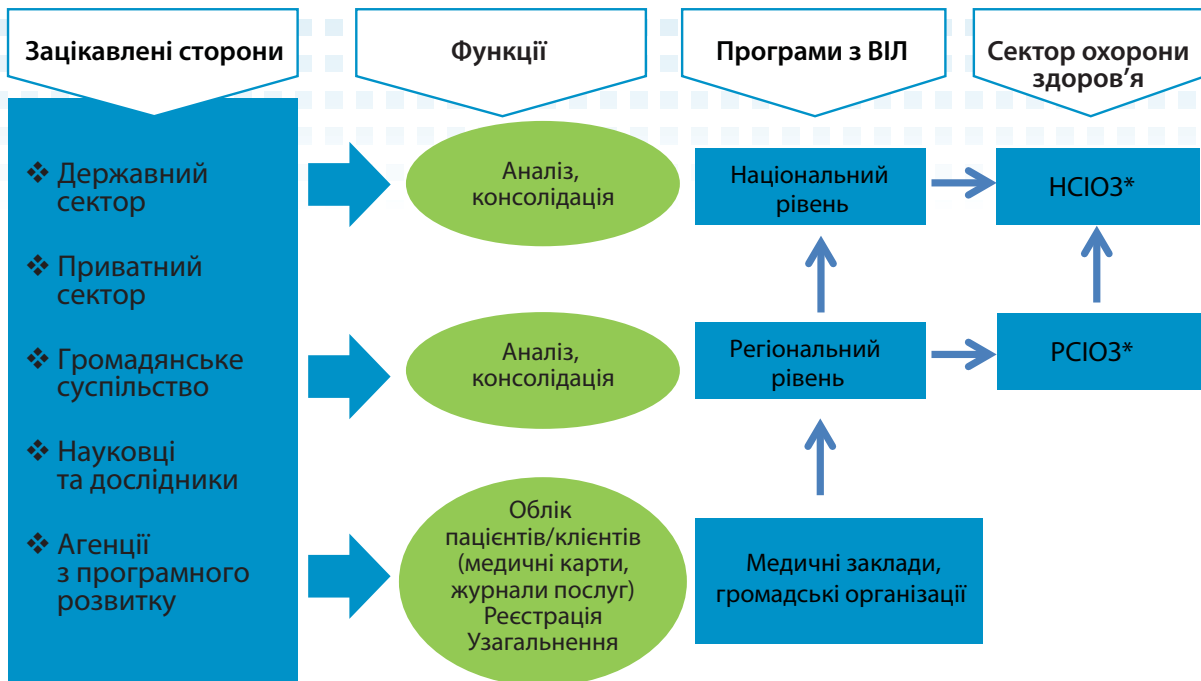 Зацікавлені сторони
Функції
Програми з ВІЛ
Сектор охорони
здоров’я
❖ Державний
сектор
❖ Приватний
сектор
❖ Громадянське
суспільство
❖ Науковці
та дослідники
❖ Агенції
з програмного
розвитку
Аналіз,
консолідація
Національний
рівень
НСІОЗ*
Аналіз,
консолідація
Регіональний
рівень
РСІОЗ*
Облік
пацієнтів/клієнтів
(медичні карти,
журнали послуг)
Реєстрація
Узагальнення
Медичні заклади,
громадські організації